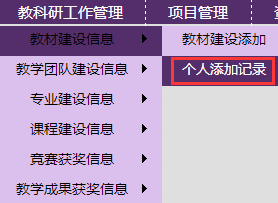 教科研工作管理 项目管理
教材建设信息 教材建设添加
教学团队建设信息 个人添加记录
专业建设信息
课程建设信息
竞赛获奖信息
教学成果获奖信息